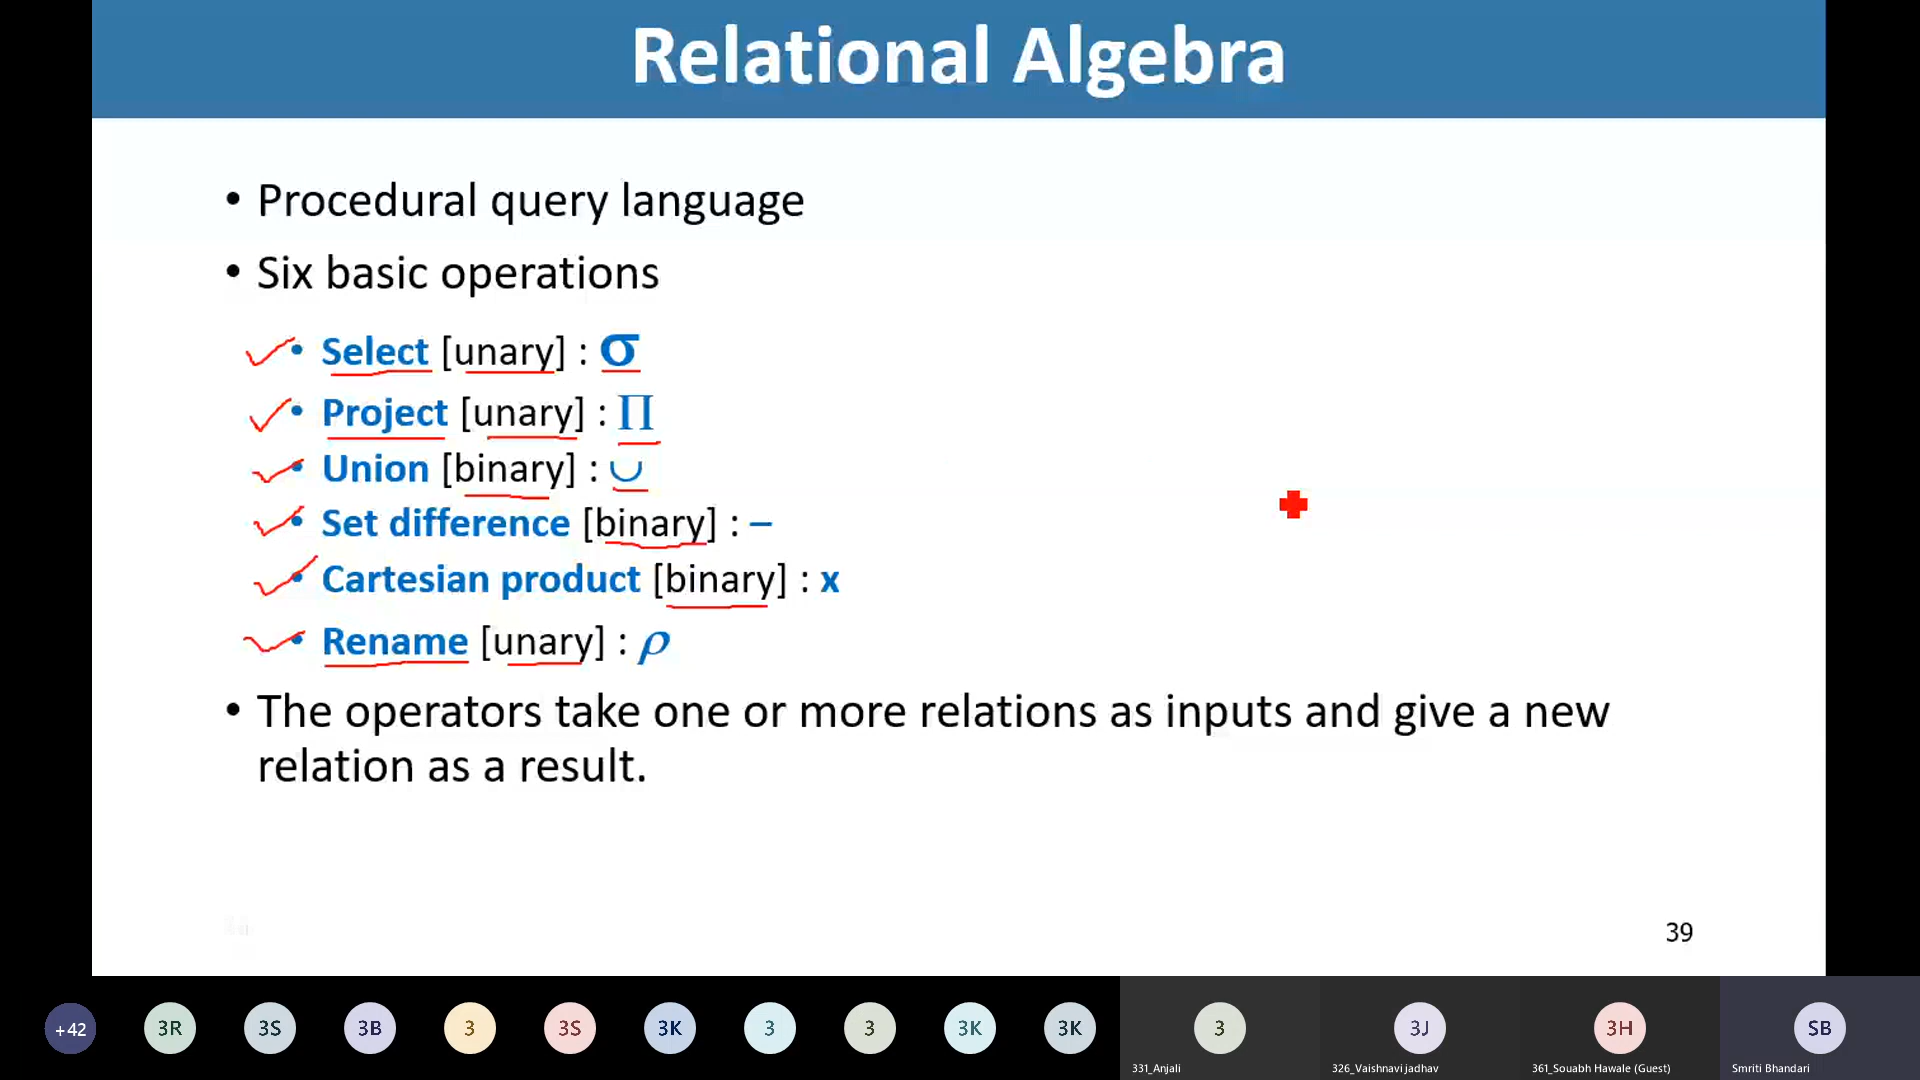 Relational Algebra
• Procedural query language
• Six basic operations
• Select [unary] : σ
• Project [unary] : Π
• Union [binary] : ∪
• Set difference [binary] : –
• Cartesian product [binary] : x
• Rename [unary] : ρ
• The operators take one or more relations as inputs and give a new
relation as a result.
39
+42 3R 3S 3B 3 3S 3K 3 3 3K 3K 3 3J 3H SB
331_Anjali 326_Vaishnavi jadhav 361_Souabh Hawale (Guest) Smriti Bhandari